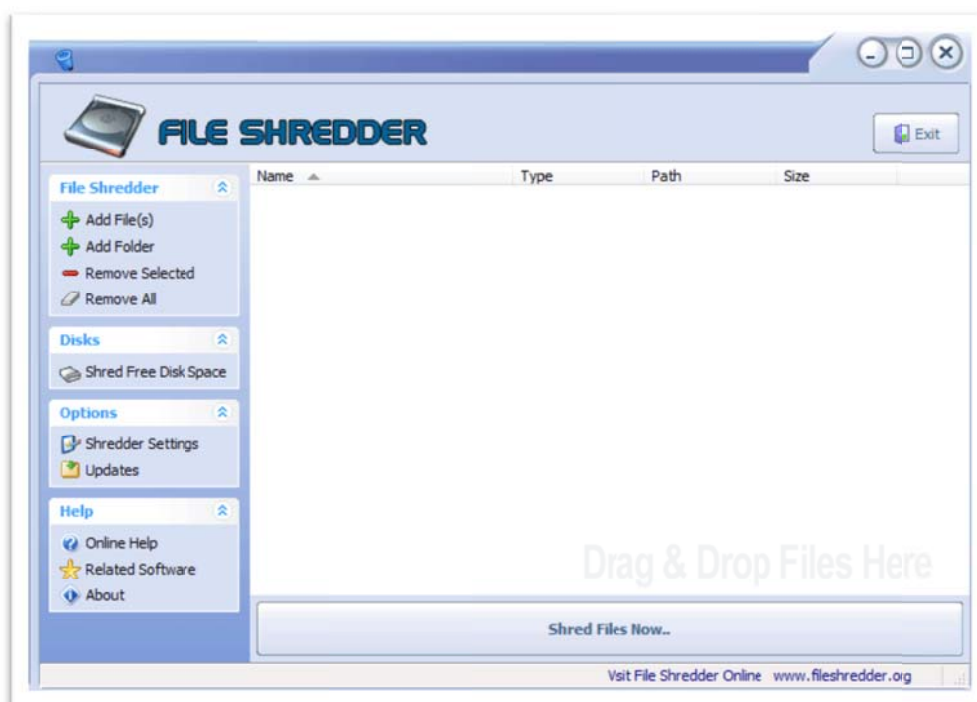 FILE SHREDDER
Exit
File Shredder
Add File(s)
Add Folder
Remove Selected
Remove All
Disks
Shred Free Disk Space
Options
Shredder Settings
Updates
Help
Online Help
Related Software
About
Name Type Path Size
Drag & Drop Files Here
Shred Files Now..
Vsit File Shredder Online www.fileshredder.org